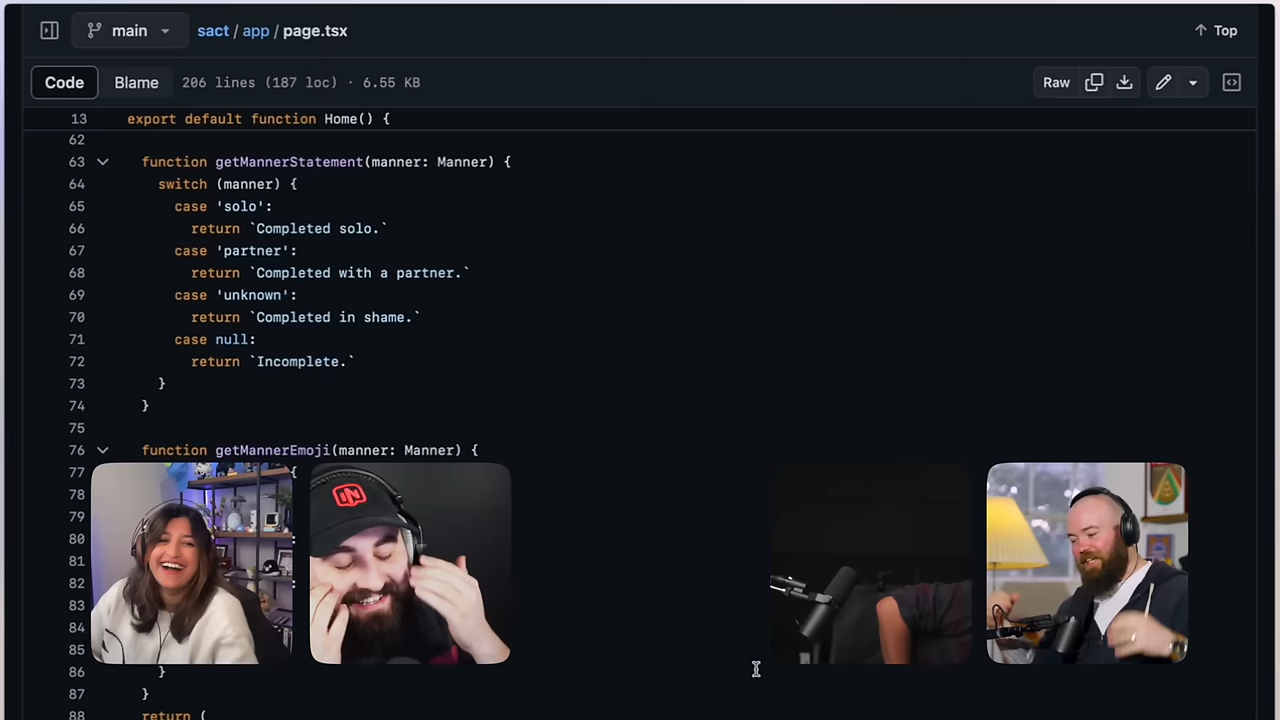 main
sact / app / page.tsx
Top
Code
Blame
206 lines (187 loc) · 6.55 KB
Raw
13 export default function Home() {
62
63 function getMannerStatement(manner: Manner) {
64 switch (manner) {
65 case 'solo':
66 return `Completed solo.`
67 case 'partner':
68 return `Completed with a partner.`
69 case 'unknown':
70 return `Completed in shame.`
71 case null:
72 return `Incomplete.`
73 }
74 }
75
76 function getMannerEmoji(manner: Manner) {
77 {
78
79
80
81
82
83
84
85
86 }
87 }
88 return (